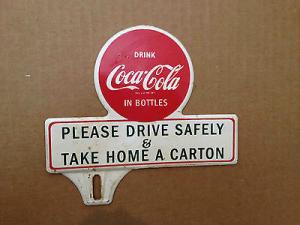 DRINK
Coca-Cola
IN BOTTLES
PLEASE DRIVE SAFELY
&
TAKE HOME A CARTON